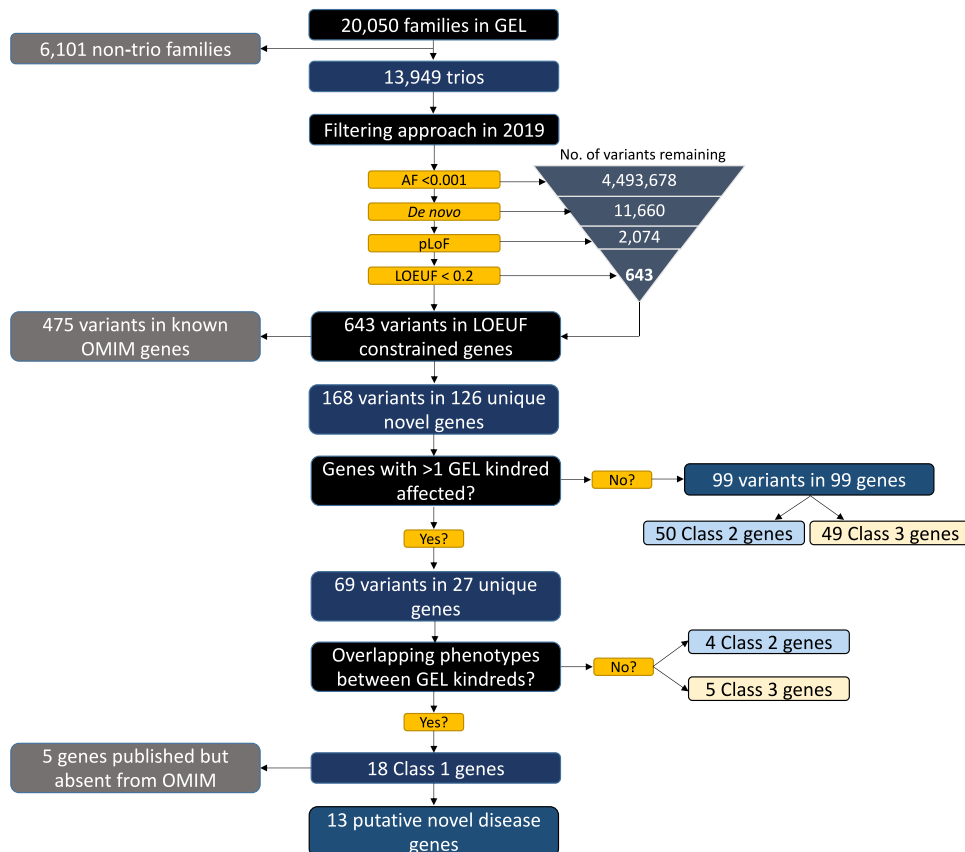 20,050 families in GEL
6,101 non-trio families
13,949 trios
Filtering approach in 2019
No. of variants remaining
AF <0.001
4,493,678
De novo
11,660
pLoF
2,074
LOEUF < 0.2
643
475 variants in known
OMIM genes
643 variants in LOEUF
constrained genes
168 variants in 126 unique
novel genes
Genes with >1 GEL kindred
affected?
No?
99 variants in 99 genes
50 Class 2 genes
49 Class 3 genes
Yes?
69 variants in 27 unique
genes
Overlapping phenotypes
between GEL kindreds?
No?
4 Class 2 genes
5 Class 3 genes
Yes?
5 genes published but
absent from OMIM
18 Class 1 genes
13 putative novel disease
genes